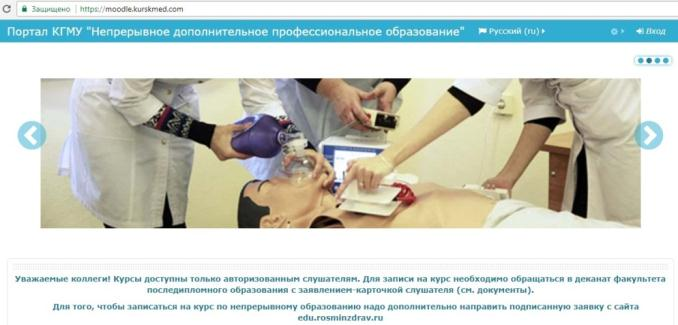 Защищено https://moodle.kurskmed.com
Портал КГМУ "Непрерывное дополнительное профессиональное образование" Русский (ru) Вход
Уважаемые коллеги! Курсы доступны только авторизованным слушателям. Для записи на курс необходимо обращаться в деканат факультета
последипломного образования с заявлением-карточкой слушателя (см. документы).
Для того, чтобы записаться на курс по непрерывному образованию надо дополнительно направить подписанную заявку с сайта
edu.rosminzdrav.ru